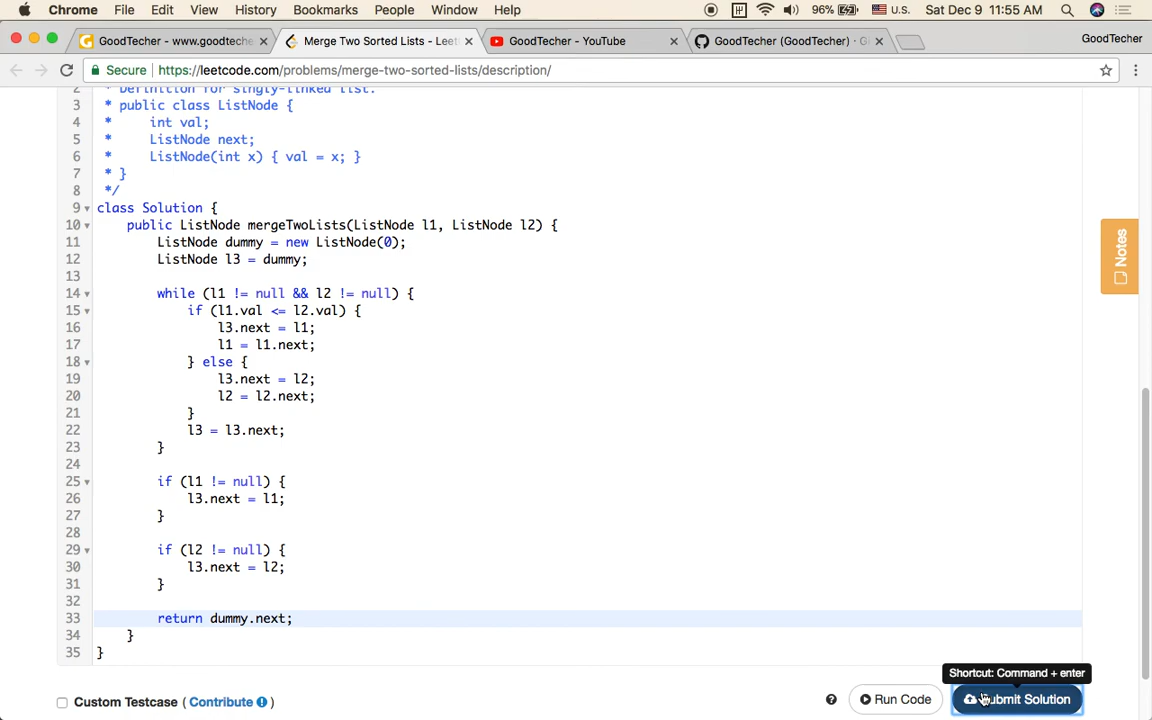 Chrome File Edit View History Bookmarks People Window Help 96% U.S. Sat Dec 9 11:55 AM
GoodTecher - www.goodteche Merge Two Sorted Lists - Leet GoodTecher - YouTube GoodTecher (GoodTecher) · Gi GoodTecher
Secure https://leetcode.com/problems/merge-two-sorted-lists/description/
2 * Definition for singly-linked list.
3 * public class ListNode {
4 * int val;
5 * ListNode next;
6 * ListNode(int x) { val = x; }
7 * }
8 */
9 class Solution {
10 public ListNode mergeTwoLists(ListNode l1, ListNode l2) {
11 ListNode dummy = new ListNode(0);
12 ListNode l3 = dummy;
13
14 while (l1 != null && l2 != null) {
15 if (l1.val <= l2.val) {
16 l3.next = l1;
17 l1 = l1.next;
18 } else {
19 l3.next = l2;
20 l2 = l2.next;
21 }
22 l3 = l3.next;
23 }
24
25 if (l1 != null) {
26 l3.next = l1;
27 }
28
29 if (l2 != null) {
30 l3.next = l2;
31 }
32
33 return dummy.next;
34 }
35 }
Notes
Shortcut: Command + enter
Custom Testcase ( Contribute ) ? Run Code Submit Solution